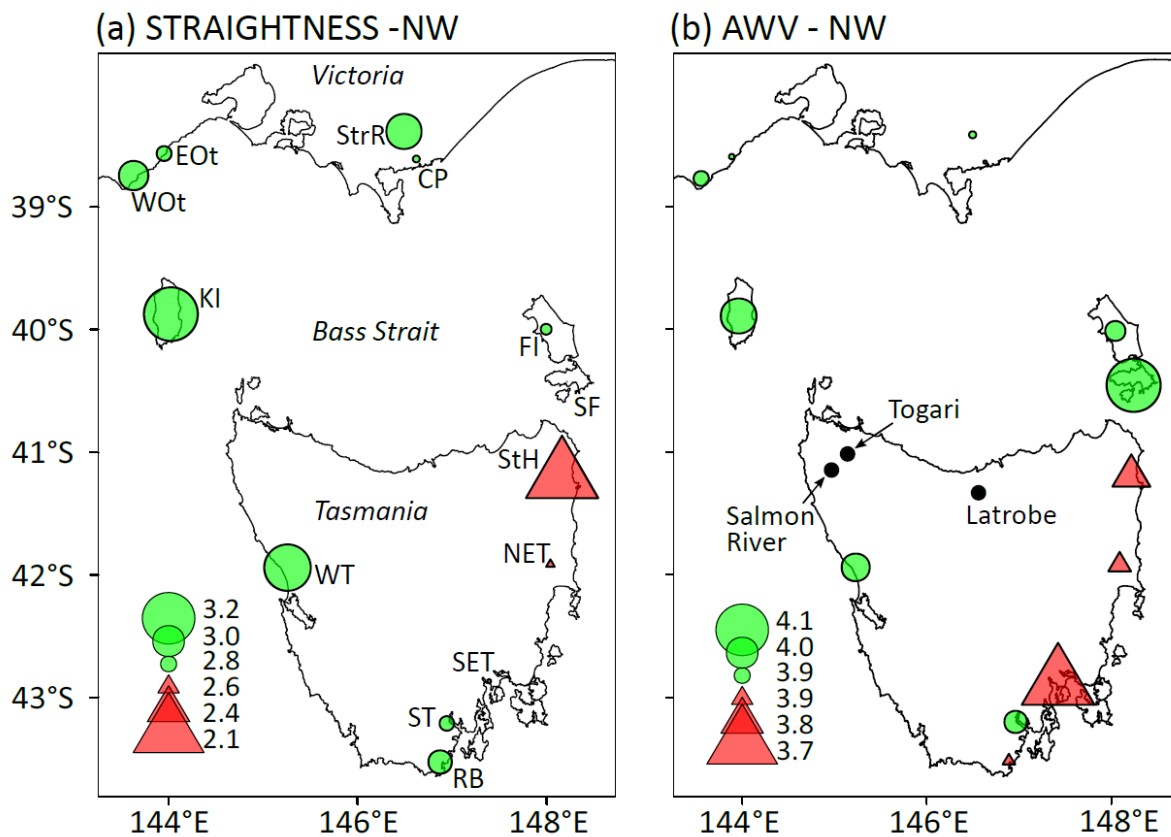 (a) STRAIGHTNESS -NW
(b) AWV - NW
Victoria
StrR
EOt
CP
WOt
39°S
KI
40°S
Bass Strait
FI
SF
41°S
StH
Tasmania
NET
42°S
WT
3.2
3.0
2.8
2.6
2.4
2.1
SET
43°S
ST
RB
144°E
146°E
148°E
Togari
Salmon
River
Latrobe
4.1
4.0
3.9
3.9
3.8
3.7
144°E
146°E
148°E